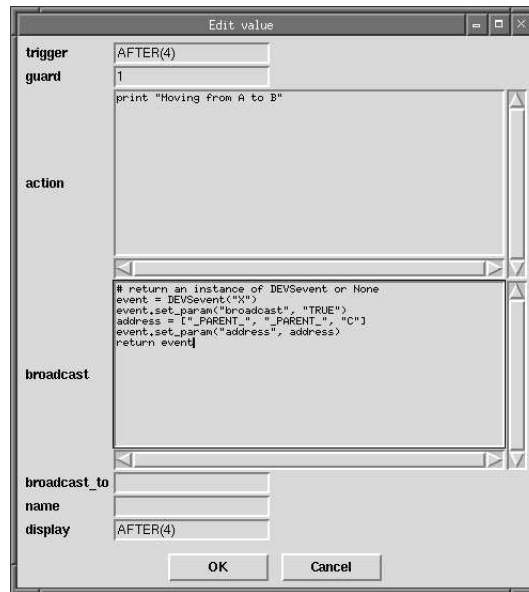 Edit value
trigger AFTER(4)
guard 1
action
print "Moving from A to B"
broadcast
# return an instance of DEVSevent or None
event = DEVSevent("X")
event.set_param("broadcast", "TRUE")
address = ["_PARENT_", "_PARENT_", "C"]
event.set_param("address", address)
return event
broadcast_to
name
display AFTER(4)
OK Cancel